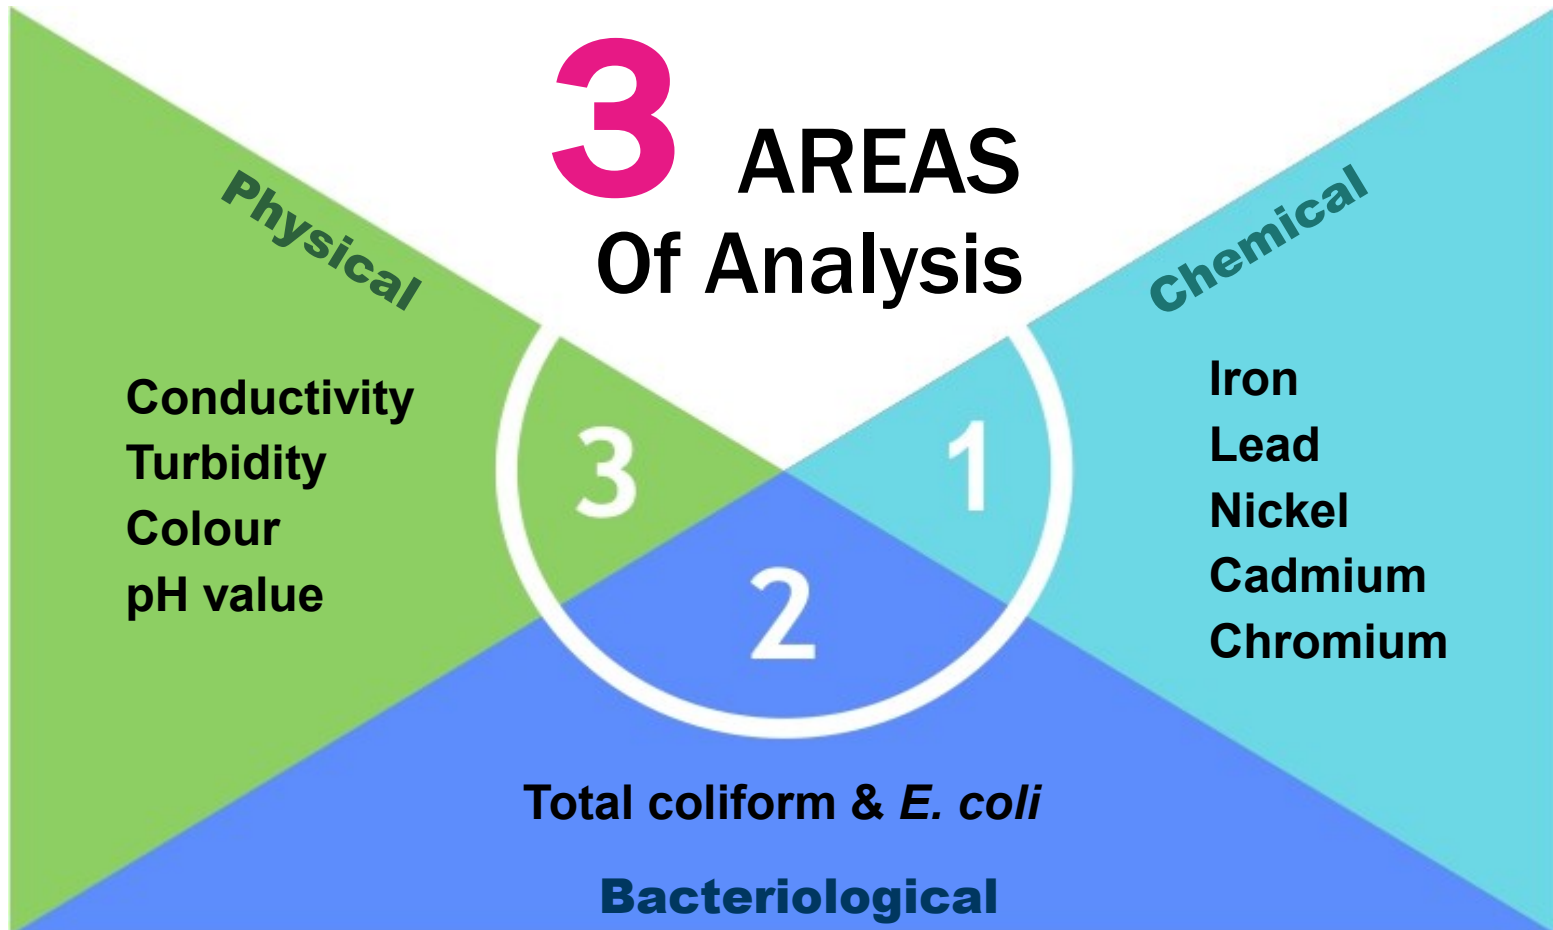 3 AREAS
Of Analysis
Physical
Conductivity
Turbidity
Colour
pH value
3
Chemical
Iron
Lead
Nickel
Cadmium
Chromium
1
2
Total coliform & E. coli
Bacteriological